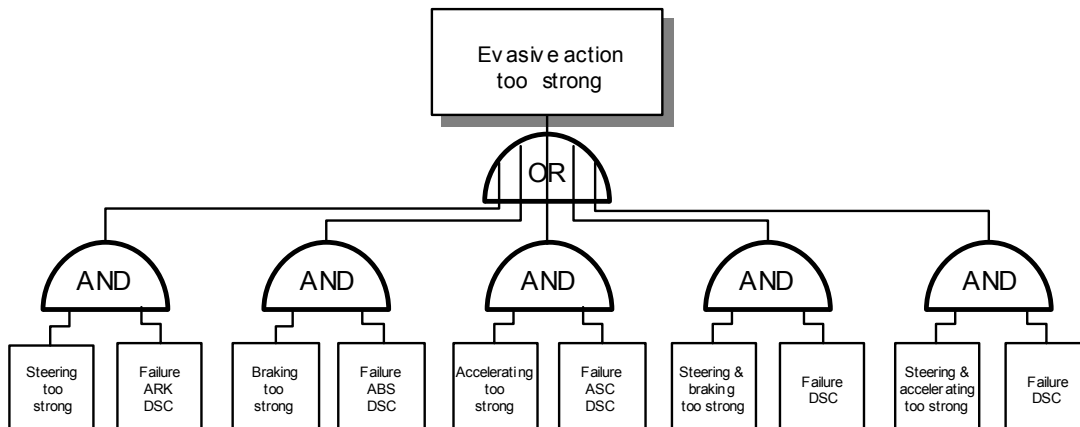 Evasive action
too strong
OR
AND
AND
AND
AND
AND
Steering
too
strong
Failure
ARK
DSC
Braking
too
strong
Failure
ABS
DSC
Accelerating
too
strong
Failure
ASC
DSC
Steering &
braking
too strong
Failure
DSC
Steering &
accelerating
too strong
Failure
DSC